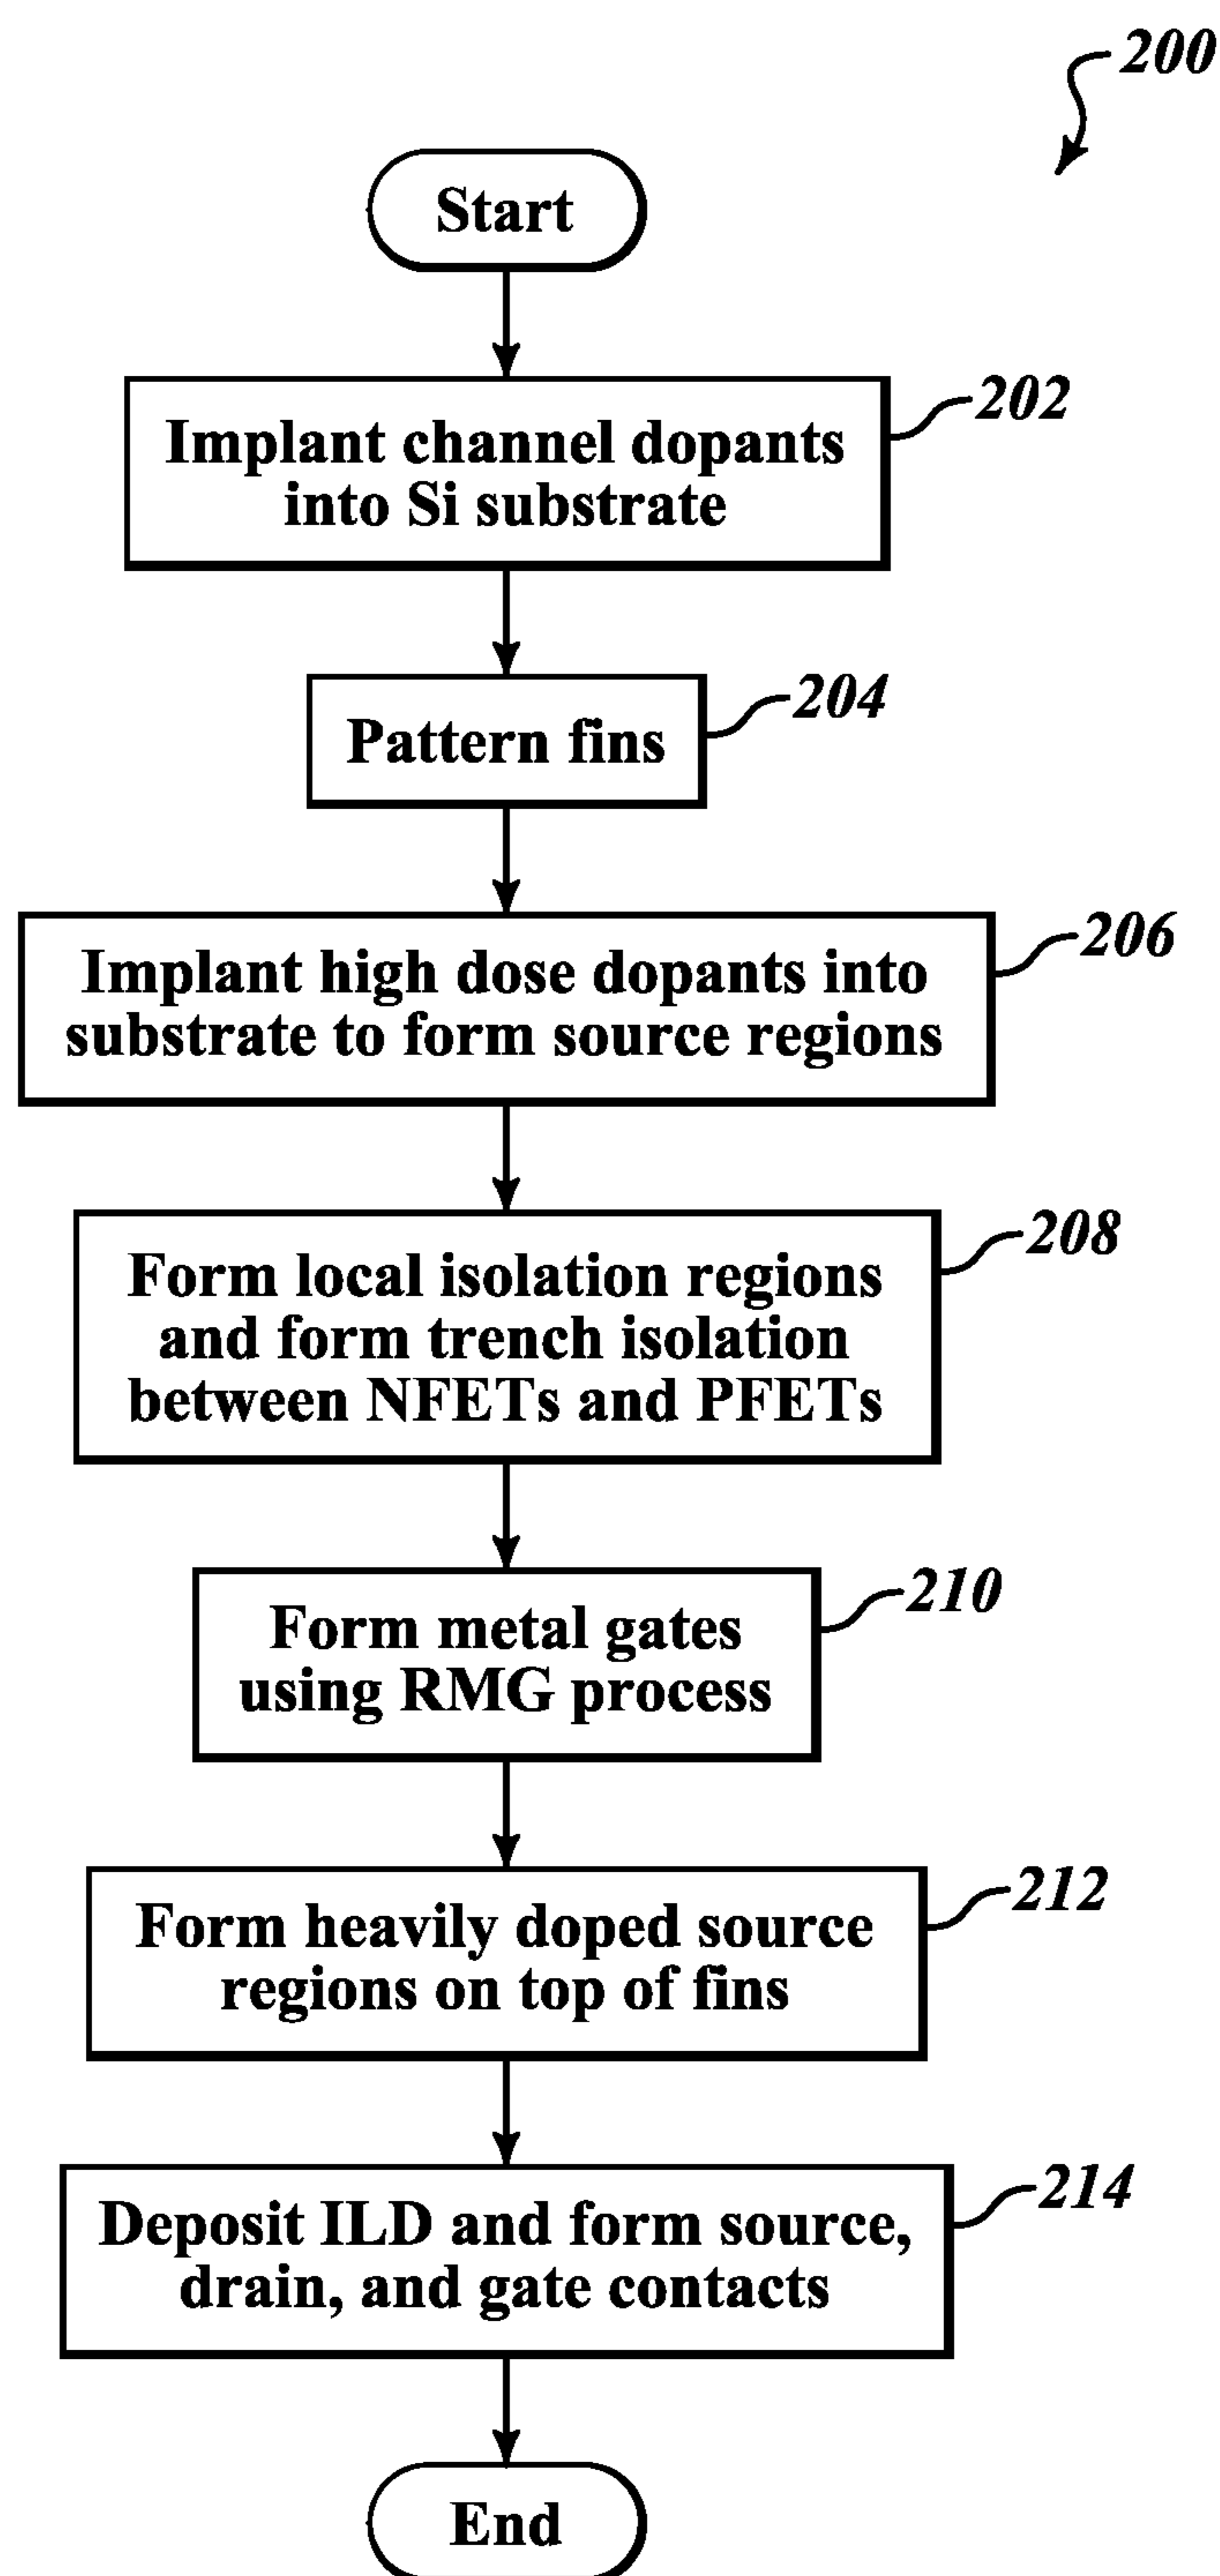 200
Start
202
Implant channel dopants
into Si substrate
204
Pattern fins
206
Implant high dose dopants into
substrate to form source regions
208
Form local isolation regions
and form trench isolation
between NFETs and PFETs
210
Form metal gates
using RMG process
212
Form heavily doped source
regions on top of fins
214
Deposit ILD and form source,
drain, and gate contacts
End